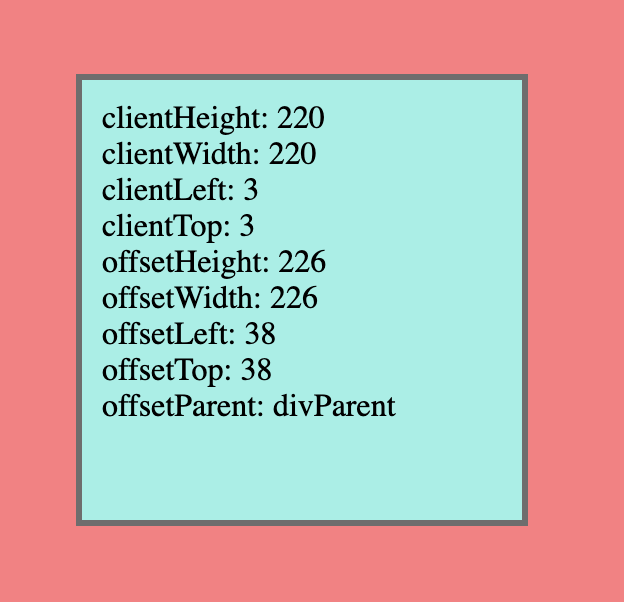 clientHeight: 220
clientWidth: 220
clientLeft: 3
clientTop: 3
offsetHeight: 226
offsetWidth: 226
offsetLeft: 38
offsetTop: 38
offsetParent: divParent